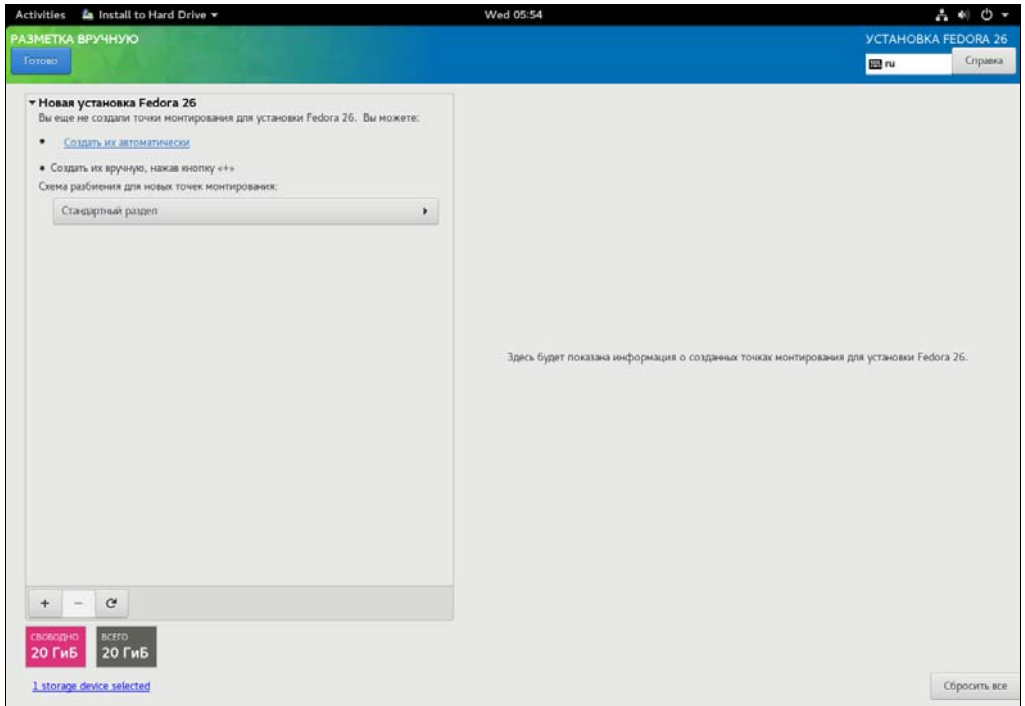 Activities Install to Hard Drive Wed 05:54
РАЗМЕТКА ВРУЧНУЮ УСТАНОВКА FEDORA 26
Готово ru Справка
Новая установка Fedora 26
Вы еще не создали точки монтирования для установки Fedora 26. Вы можете:
• Создать их автоматически
• Создать их вручную, нажав кнопку «+»
Схема разбиения для новых точек монтирования:
Стандартный раздел
Здесь будет показана информация о созданных точках монтирования для установки Fedora 26.
+ −
СВОБОДНО ВСЕГО
20 ГиБ 20 ГиБ
1 storage device selected Сбросить все